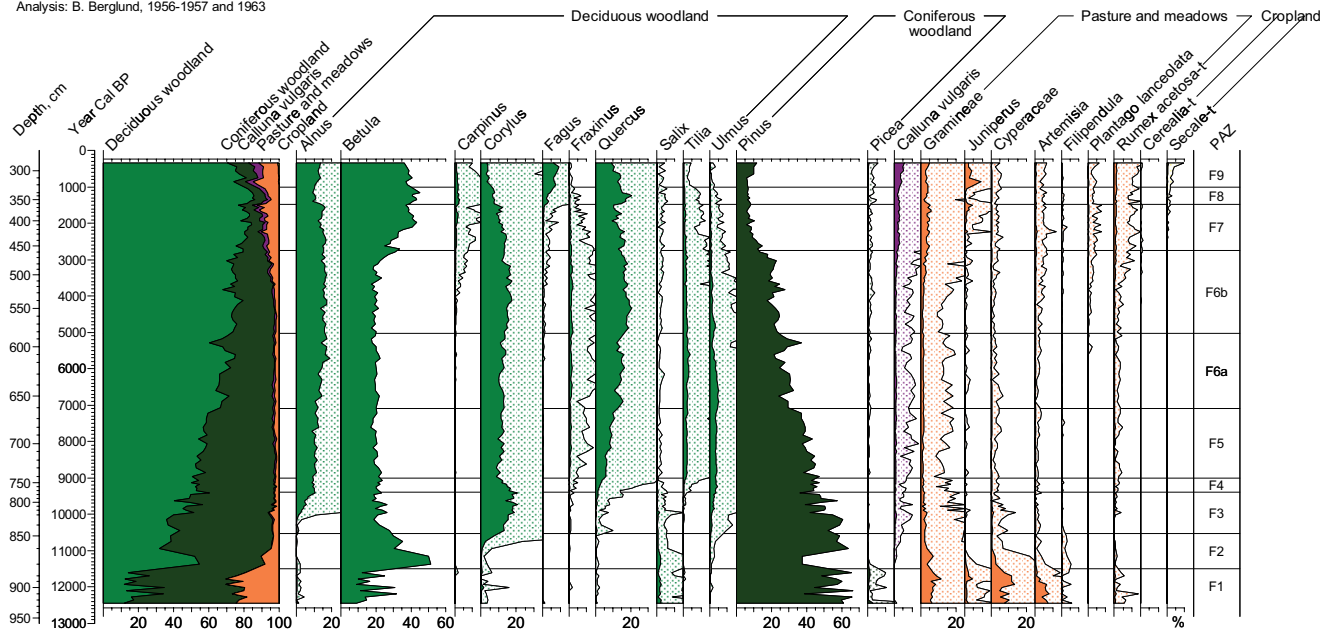 Analysis: B. Berglund, 1956-1957 and 1963
Deciduous woodland
Coniferous
woodland
Pasture and meadows
Cropland
Depth, cm
Year Cal BP
Deciduous woodland
Coniferous woodland
Calluna vulgaris
Pasture and meadows
Cropland
Alnus
Betula
Carpinus
Corylus
Fagus
Fraxinus
Quercus
Salix
Tilia
Ulmus
Pinus
Picea
Calluna vulgaris
Gramineae
Juniperus
Cyperaceae
Artemisia
Filipendula
Plantago lanceolata
Rumex acetosa-t
Cerealia-t
Secale-t
PAZ
300
350
400
450
500
550
600
650
700
750
800
850
900
950
0
1000
2000
3000
4000
5000
6000
7000
8000
9000
10000
11000
12000
13000
F9
F8
F7
F6b
F6a
F5
F4
F3
F2
F1
20 40 60 80 100 20 20 40 60 20 20 20 40 60 20 20 %